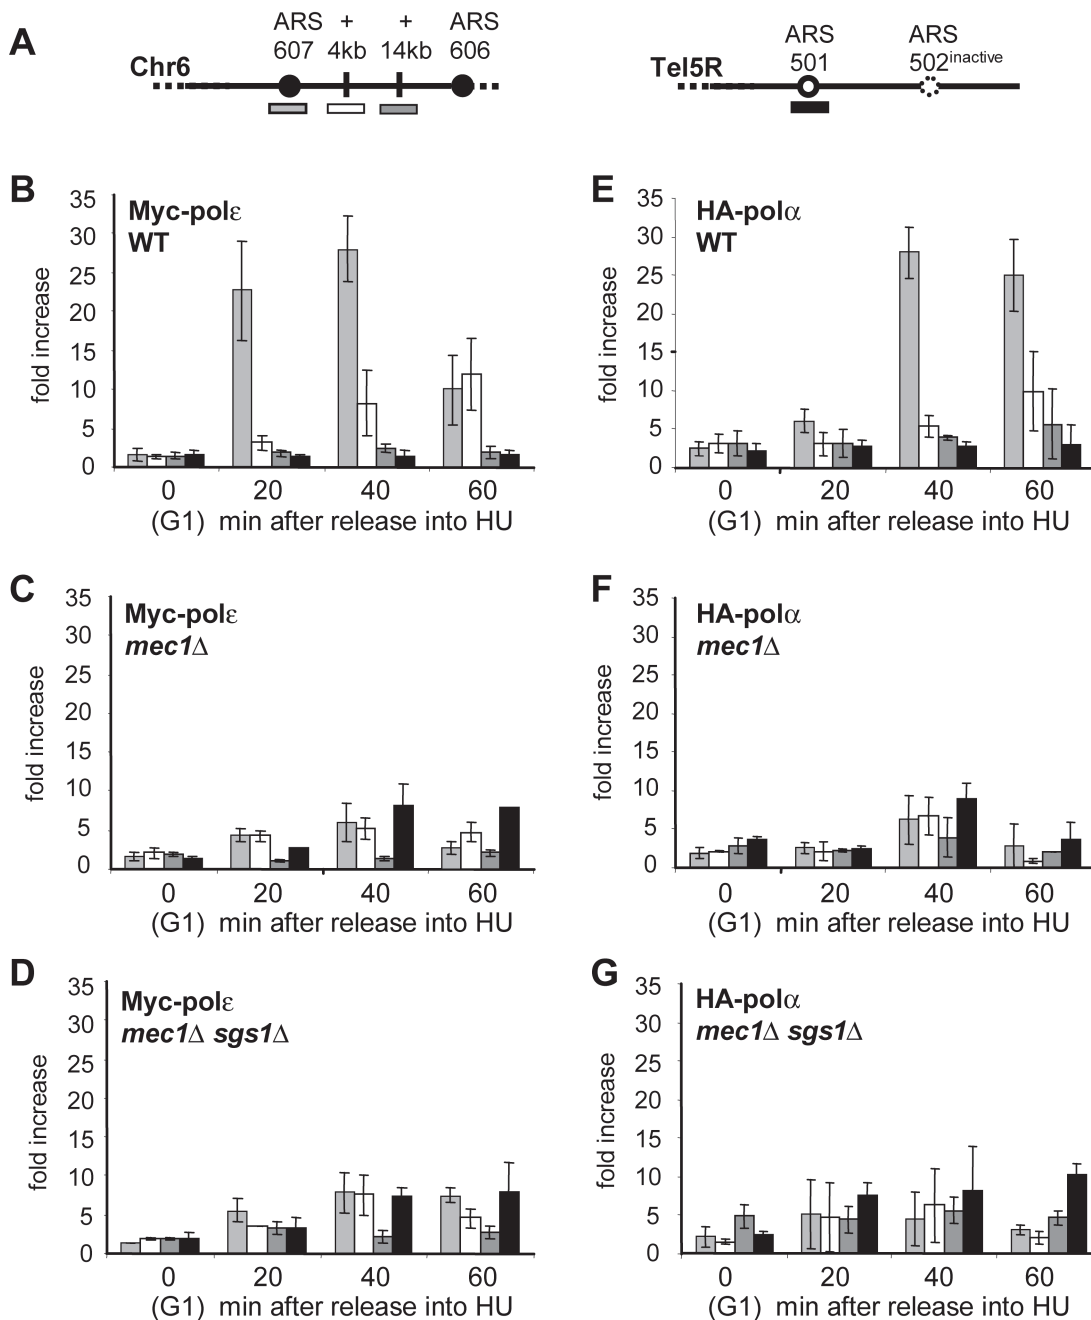 A
ARS + + ARS
607 4kb 14kb 606
Chr6
ARS ARS
501 502inactive
Tel5R
B
Myc-polε
WT
fold increase
35
30
25
20
15
10
5
0
0 20 40 60
(G1) min after release into HU
E
HA-polα
WT
fold increase
35
30
25
20
15
10
5
0
0 20 40 60
(G1) min after release into HU
C
Myc-polε
mec1Δ
fold increase
35
30
25
20
15
10
5
0
0 20 40 60
(G1) min after release into HU
F
HA-polα
mec1Δ
fold increase
35
30
25
20
15
10
5
0
0 20 40 60
(G1) min after release into HU
D
Myc-polε
mec1Δ sgs1Δ
fold increase
35
30
25
20
15
10
5
0
0 20 40 60
(G1) min after release into HU
G
HA-polα
mec1Δ sgs1Δ
fold increase
35
30
25
20
15
10
5
0
0 20 40 60
(G1) min after release into HU